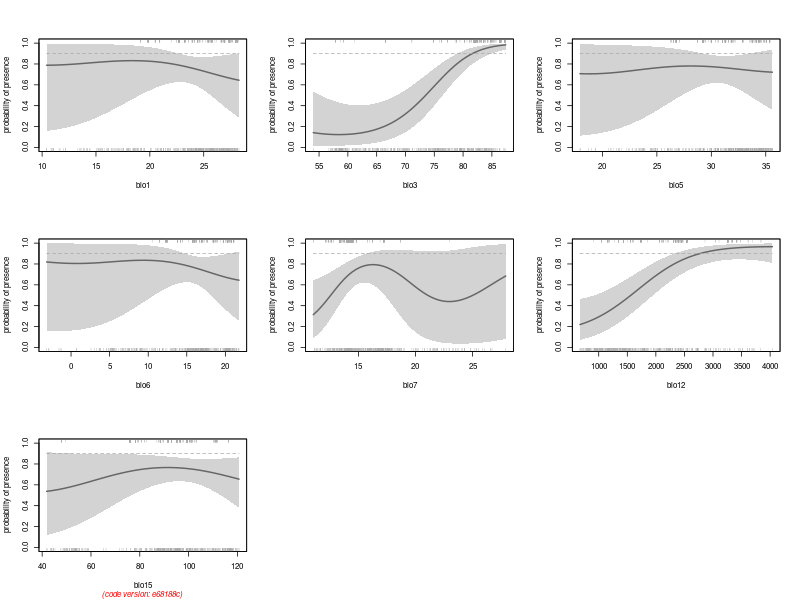 probability of presence
0.0 0.2 0.4 0.6 0.8 1.0
10 15 20 25
bio1
probability of presence
0.0 0.2 0.4 0.6 0.8 1.0
55 60 65 70 75 80 85
bio3
probability of presence
0.0 0.2 0.4 0.6 0.8 1.0
20 25 30 35
bio5
probability of presence
0.0 0.2 0.4 0.6 0.8 1.0
0 5 10 15 20
bio6
probability of presence
0.0 0.2 0.4 0.6 0.8 1.0
15 20 25
bio7
probability of presence
0.0 0.2 0.4 0.6 0.8 1.0
1000 1500 2000 2500 3000 3500 4000
bio12
probability of presence
0.0 0.2 0.4 0.6 0.8 1.0
40 60 80 100 120
bio15
(code version: e68188c)